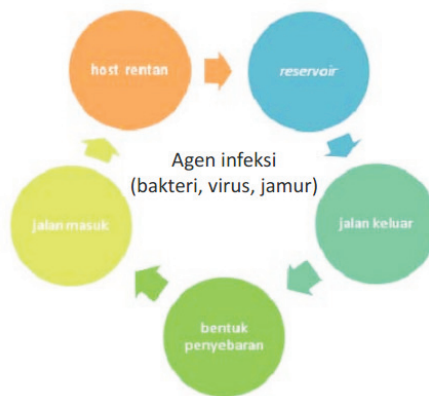 host rentan
reservoir
Agen infeksi
(bakteri, virus, jamur)
jalan masuk
jalan keluar
bentuk
penyebaran